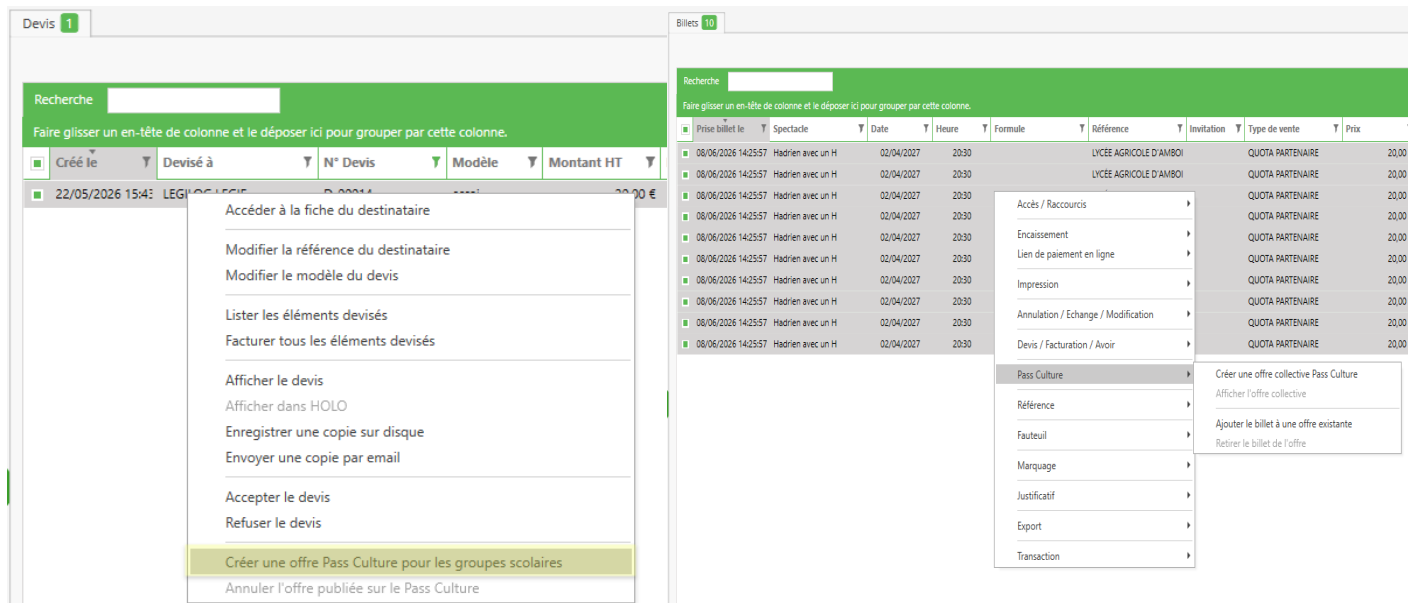 Devis 1
Recherche
Faire glisser un en-tête de colonne et le déposer ici pour grouper par cette colonne.
Créé le Devisé à N° Devis Modèle Montant HT
22/05/2026 15:43
Accéder à la fiche du destinataire
Modifier la référence du destinataire
Modifier le modèle du devis
Lister les éléments devisés
Facturer tous les éléments devisés
Afficher le devis
Afficher dans HOLO
Enregistrer une copie sur disque
Envoyer une copie par email
Accepter le devis
Refuser le devis
Créer une offre Pass Culture pour les groupes scolaires
Annuler l'offre publiée sur le Pass Culture
Billets 10
Recherche
Faire glisser un en-tête de colonne et le déposer ici pour grouper par cette colonne.
Prise billet le Spectacle Date Heure Formule Référence Invitation Type de vente Prix
08/06/2026 14:25:57 Hadrien avec un H 02/04/2027 20:30 LYCÉE AGRICOLE D'AMBOI QUOTA PARTENAIRE 20,00
08/06/2026 14:25:57 Hadrien avec un H 02/04/2027 20:30 LYCÉE AGRICOLE D'AMBOI QUOTA PARTENAIRE 20,00
08/06/2026 14:25:57 Hadrien avec un H 02/04/2027 20:30 QUOTA PARTENAIRE 20,00
08/06/2026 14:25:57 Hadrien avec un H 02/04/2027 20:30 QUOTA PARTENAIRE 20,00
08/06/2026 14:25:57 Hadrien avec un H 02/04/2027 20:30 QUOTA PARTENAIRE 20,00
08/06/2026 14:25:57 Hadrien avec un H 02/04/2027 20:30 QUOTA PARTENAIRE 20,00
08/06/2026 14:25:57 Hadrien avec un H 02/04/2027 20:30 QUOTA PARTENAIRE 20,00
08/06/2026 14:25:57 Hadrien avec un H 02/04/2027 20:30 QUOTA PARTENAIRE 20,00
08/06/2026 14:25:57 Hadrien avec un H 02/04/2027 20:30 QUOTA PARTENAIRE 20,00
08/06/2026 14:25:57 Hadrien avec un H 02/04/2027 20:30 QUOTA PARTENAIRE 20,00
Accès / Raccourcis
Encaissement
Lien de paiement en ligne
Impression
Annulation / Echange / Modification
Devis / Facturation / Avoir
Pass Culture
Référence
Fauteuil
Marquage
Justificatif
Export
Transaction
Créer une offre collective Pass Culture
Afficher l'offre collective
Ajouter le billet à une offre existante
Retirer le billet de l'offre